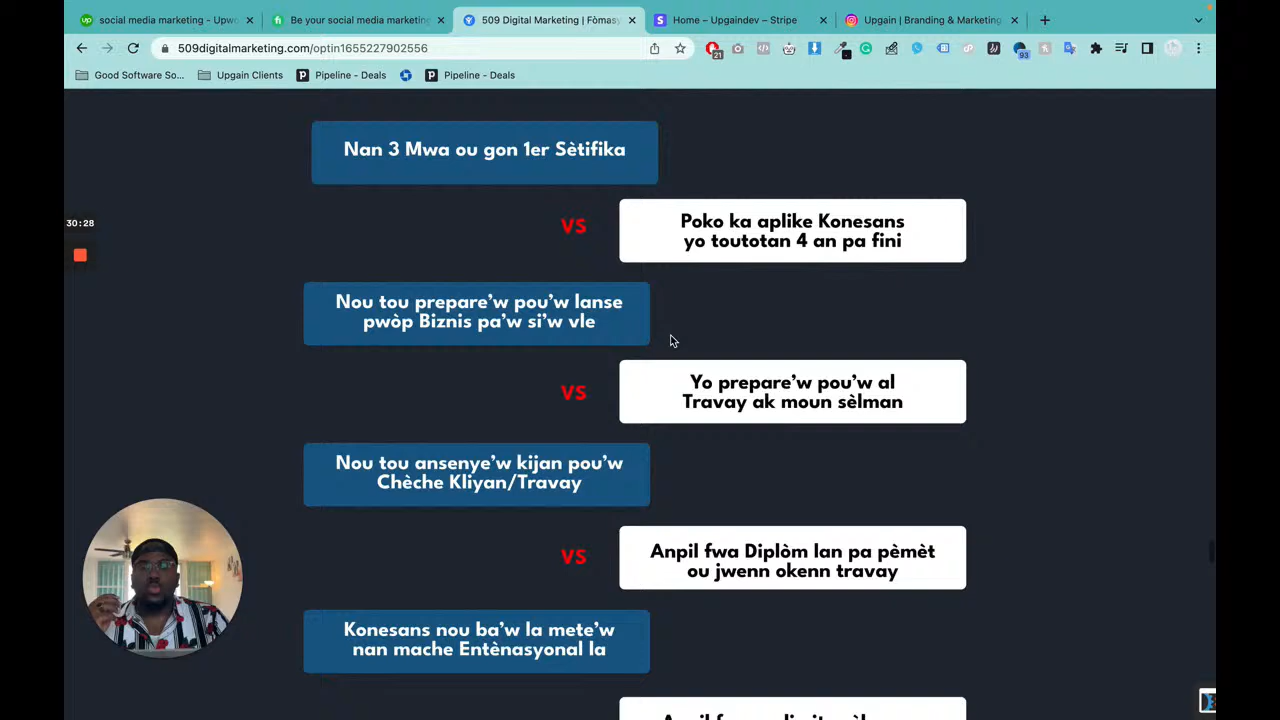 social media marketing - Upwo
Be your social media marketing
509 Digital Marketing | Fòmasy
Home – Upgaindev – Stripe
Upgain | Branding & Marketing
509digitalmarketing.com/optin1655227902556
21
93
Good Software So...
Upgain Clients
Pipeline - Deals
Pipeline - Deals
Nan 3 Mwa ou gon 1er Sètifika
30:28
VS
Poko ka aplike Konesans
yo toutotan 4 an pa fini
Nou tou prepare’w pou’w lanse
pwòp Biznis pa’w si’w vle
VS
Yo prepare’w pou’w al
Travay ak moun sèlman
Nou tou ansenye’w kijan pou’w
Chèche Kliyan/Travay
VS
Anpil fwa Diplòm lan pa pèmèt
ou jwenn okenn travay
Konesans nou ba’w la mete’w
nan mache Entènasyonal la